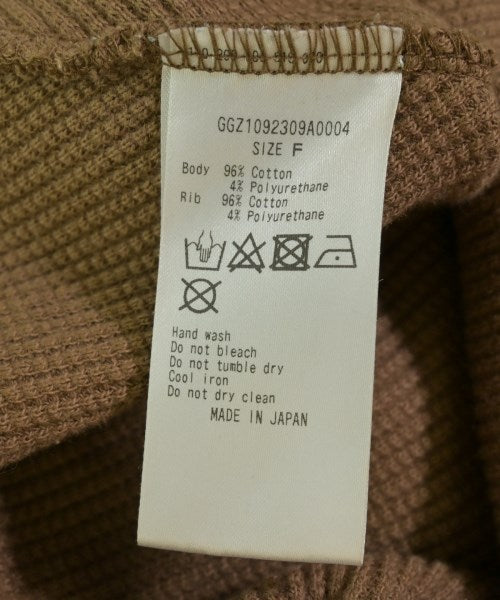 GGZ1092309A0004
SIZE F
Body 96% Cotton
4% Polyurethane
Rib 96% Cotton
4% Polyurethane
Hand wash
Do not bleach
Do not tumble dry
Cool iron
Do not dry clean
MADE IN JAPAN